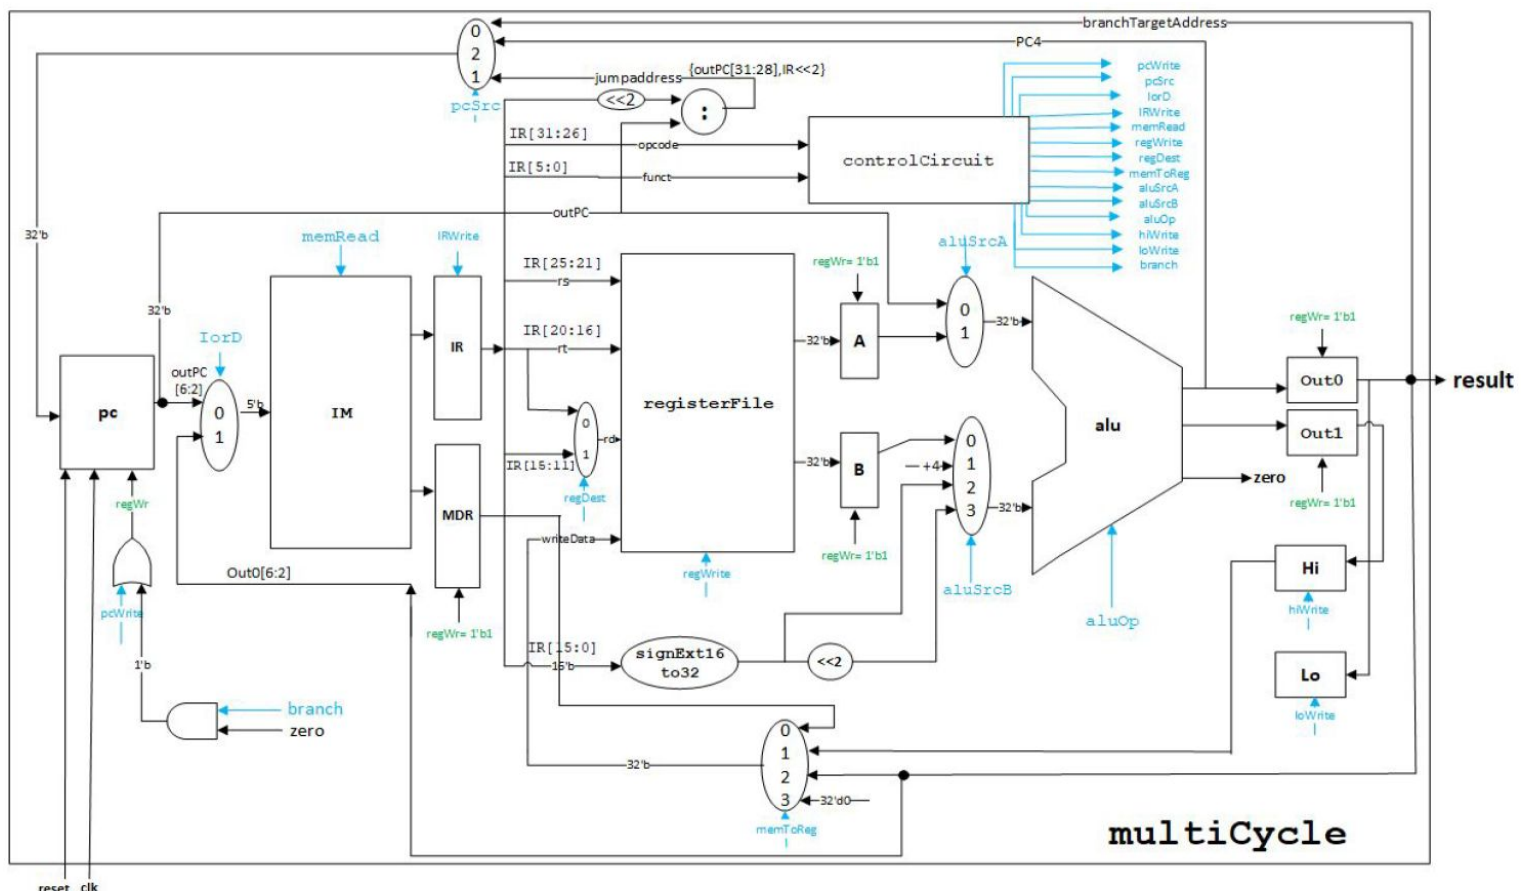 branchTargetAddress
0
2
1
PC4
pcSrc
jumpaddress
{outPC[31:28],IR<<2}
<<2
:
IR[31:26]
opcode
IR[5:0]
funct
controlCircuit
pcWrite
pcSrc
IorD
IRWrite
memRead
regWrite
regDest
memToReg
aluSrcA
aluSrcB
aluOp
hiWrite
loWrite
branch
outPC
32'b
memRead
IRWrite
aluSrcA
IR[25:21]
rs
regWr= 1'b1
32'b
IorD
outPC
[6:2]
pc
0
1
5'b
IM
IR
IR[20:16]
rt
registerFile
32'b
A
0
1
32'b
regWr= 1'b1
Out0
result
alu
0
1
rd
IR[15:11]
regDest
32'b
B
0
+4
1
2
3
32'b
Out1
zero
regWr= 1'b1
regWr
MDR
writeData
regWr= 1'b1
regWrite
aluSrcB
aluOp
Out0[6:2]
pcWrite
regWr= 1'b1
Hi
hiWrite
IR[15:0]
16'b
signExt16
to32
<<2
1'b
Lo
loWrite
branch
zero
0
1
2
3
32'b
32'd0
memToReg
multiCycle
reset
clk